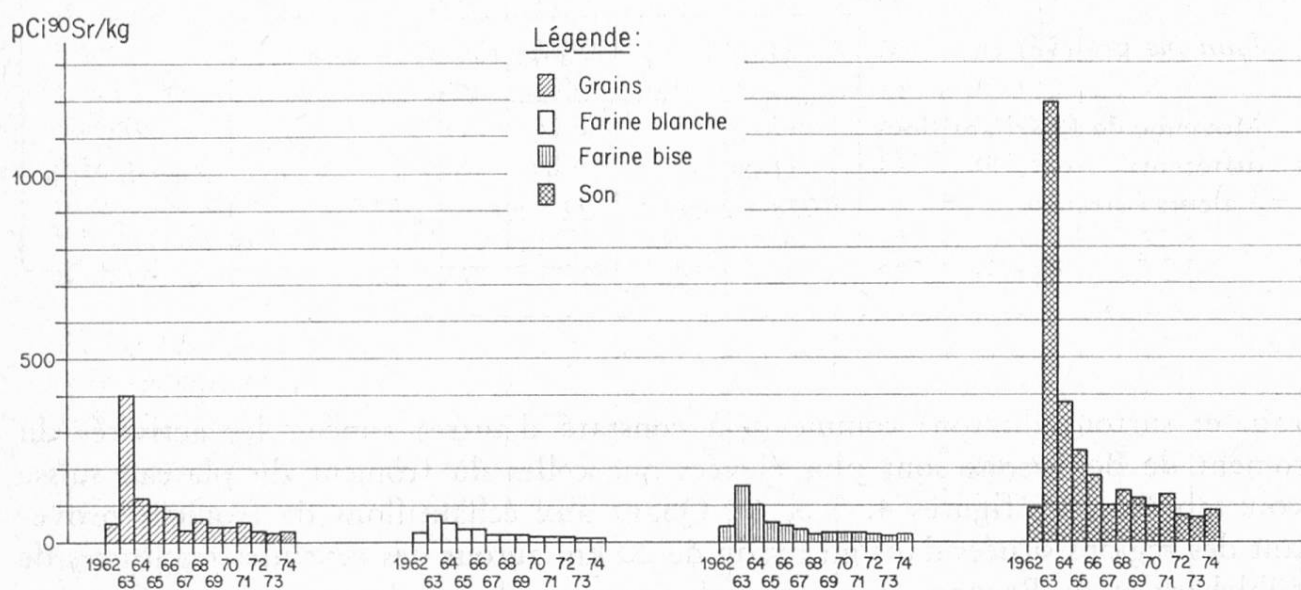 pCi⁹⁰Sr/kg
Légende:
Grains
Farine blanche
Farine bise
Son
1000
500
0
1962 64 66 68 70 72 74
63 65 67 69 71 73
1962 64 66 68 70 72 74
63 65 67 69 71 73
1962 64 66 68 70 72 74
63 65 67 69 71 73
1962 64 66 68 70 72 74
63 65 67 69 71 73